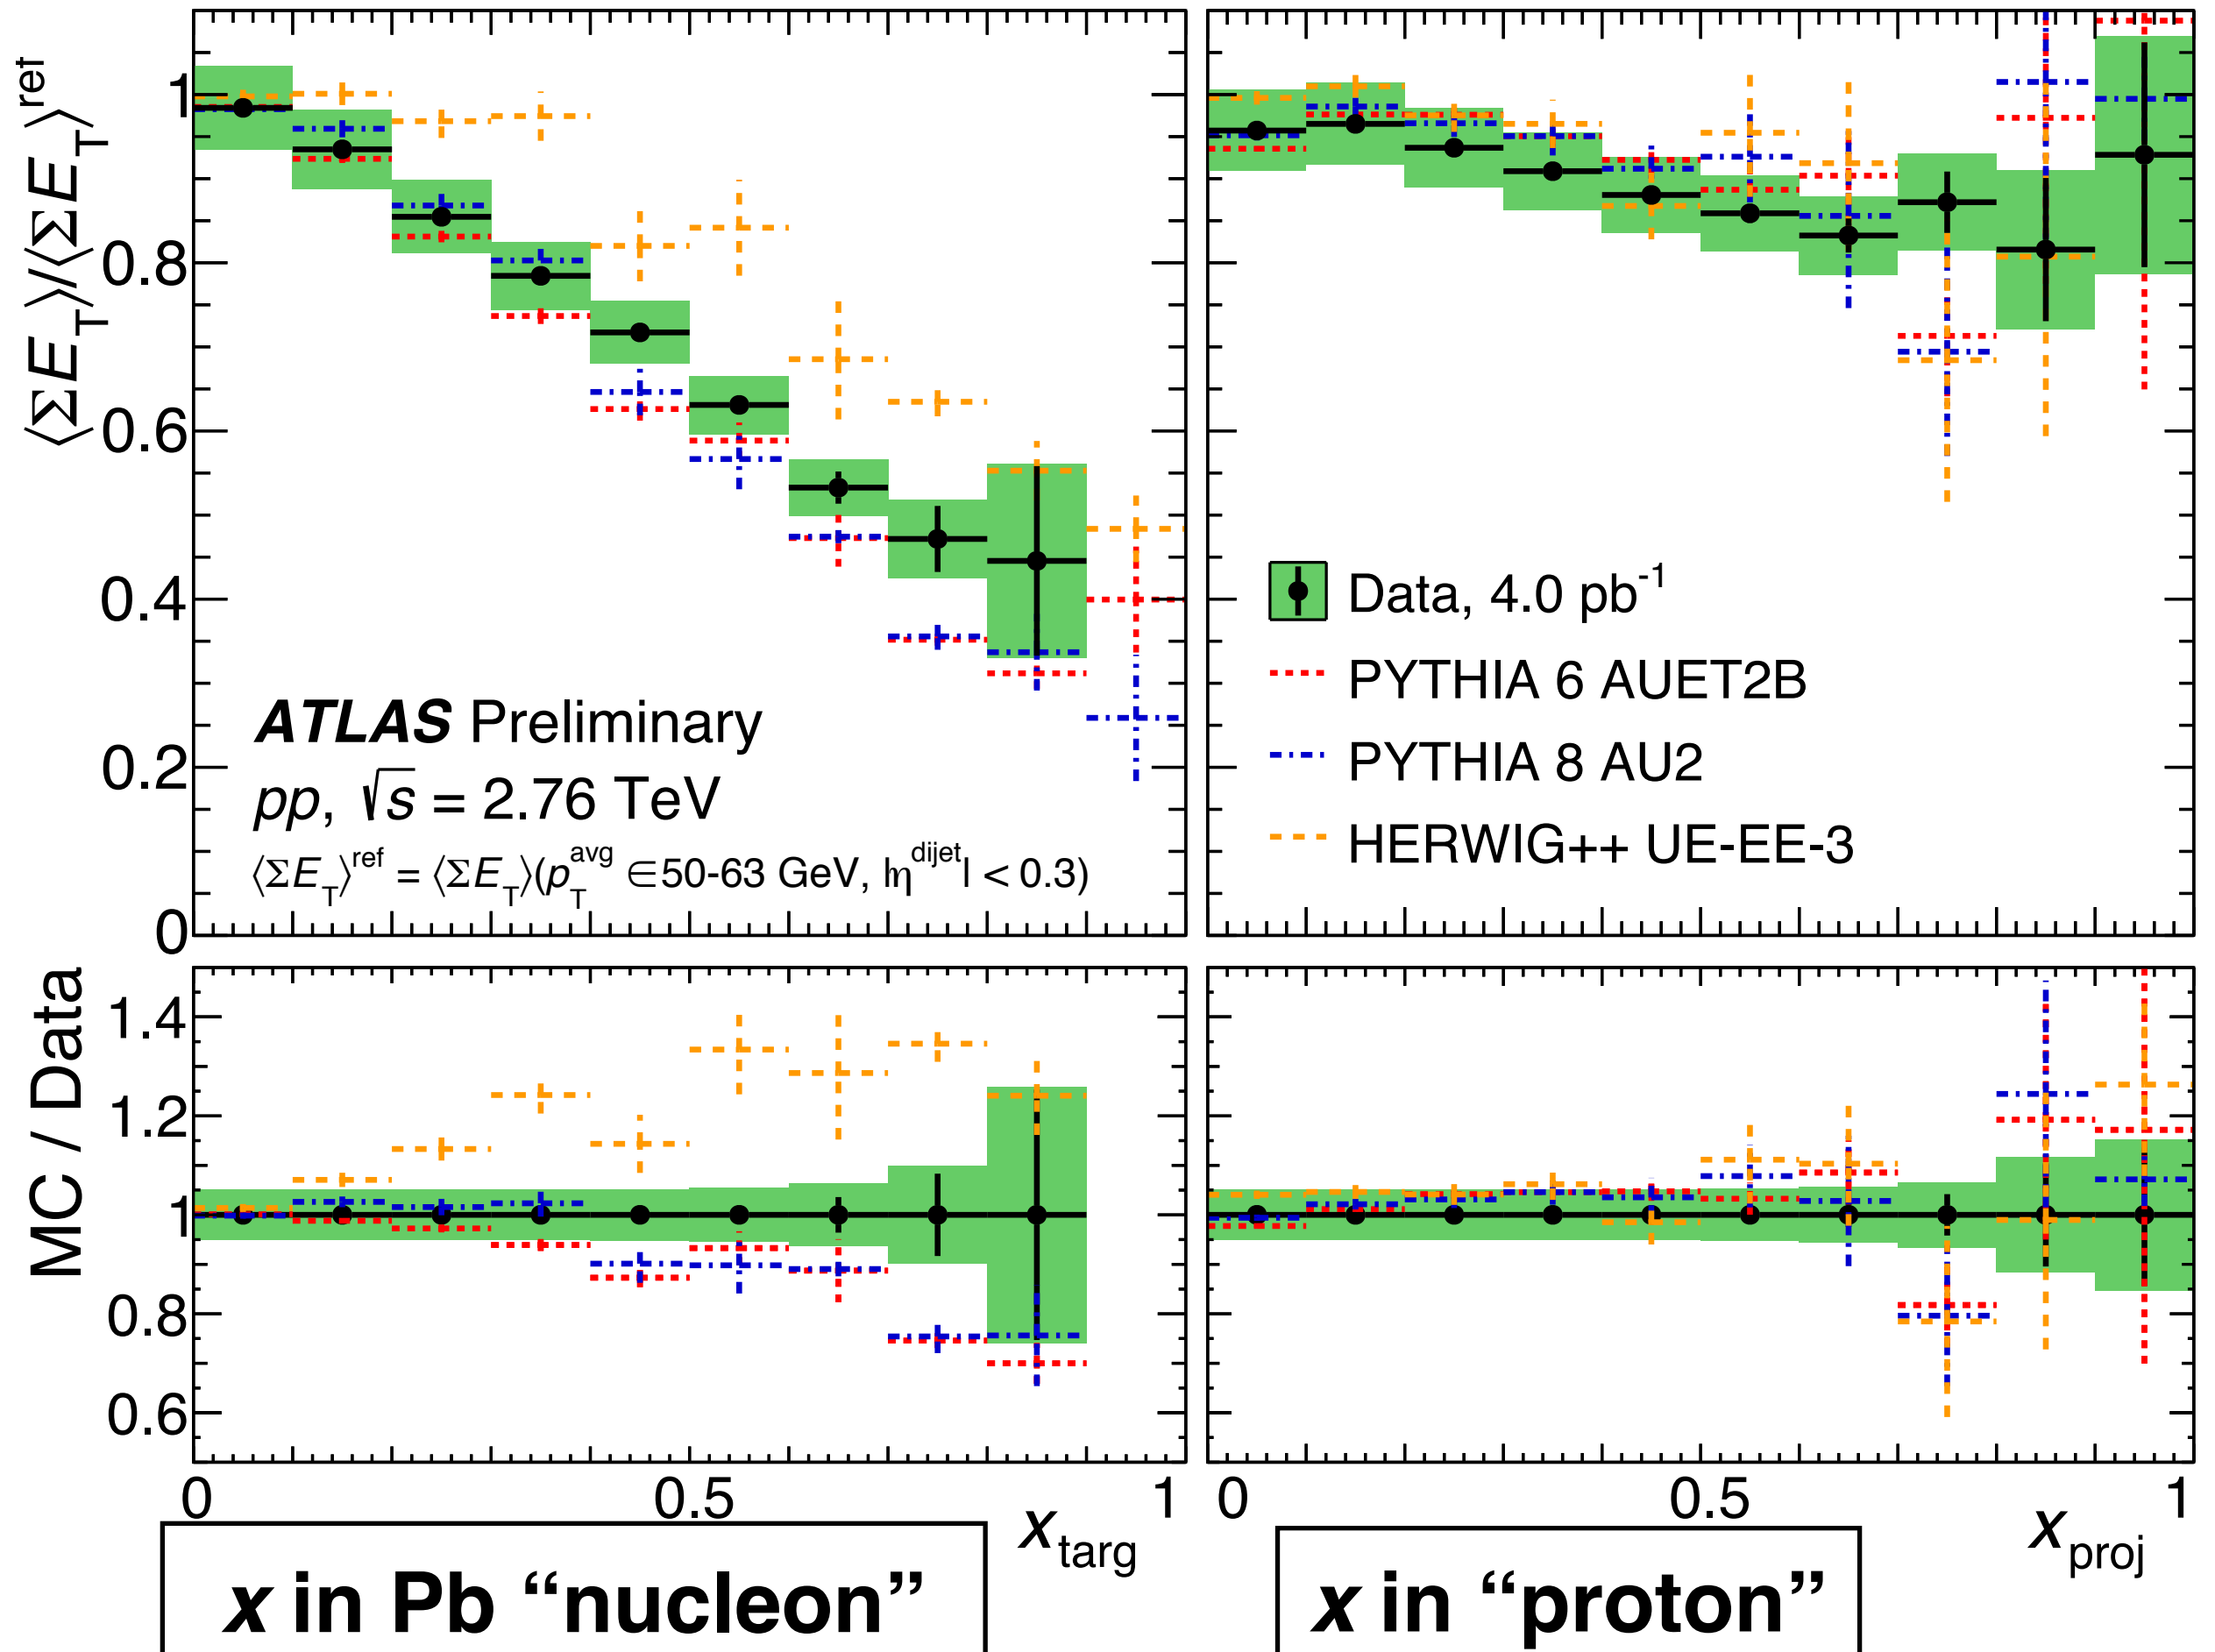 ⟨ΣE_T⟩/⟨ΣE_T⟩^ref
1
0.8
0.6
0.4
0.2
0
ATLAS Preliminary
pp, √s = 2.76 TeV
⟨ΣE_T⟩^ref = ⟨ΣE_T⟩(p_T^avg ∈50-63 GeV, |η^dijet| < 0.3)
Data, 4.0 pb^-1
PYTHIA 6 AUET2B
PYTHIA 8 AU2
HERWIG++ UE-EE-3
MC / Data
1.4
1.2
1
0.8
0.6
0 0.5 1
x_targ
0 0.5 1
x_proj
x in Pb “nucleon”
x in “proton”